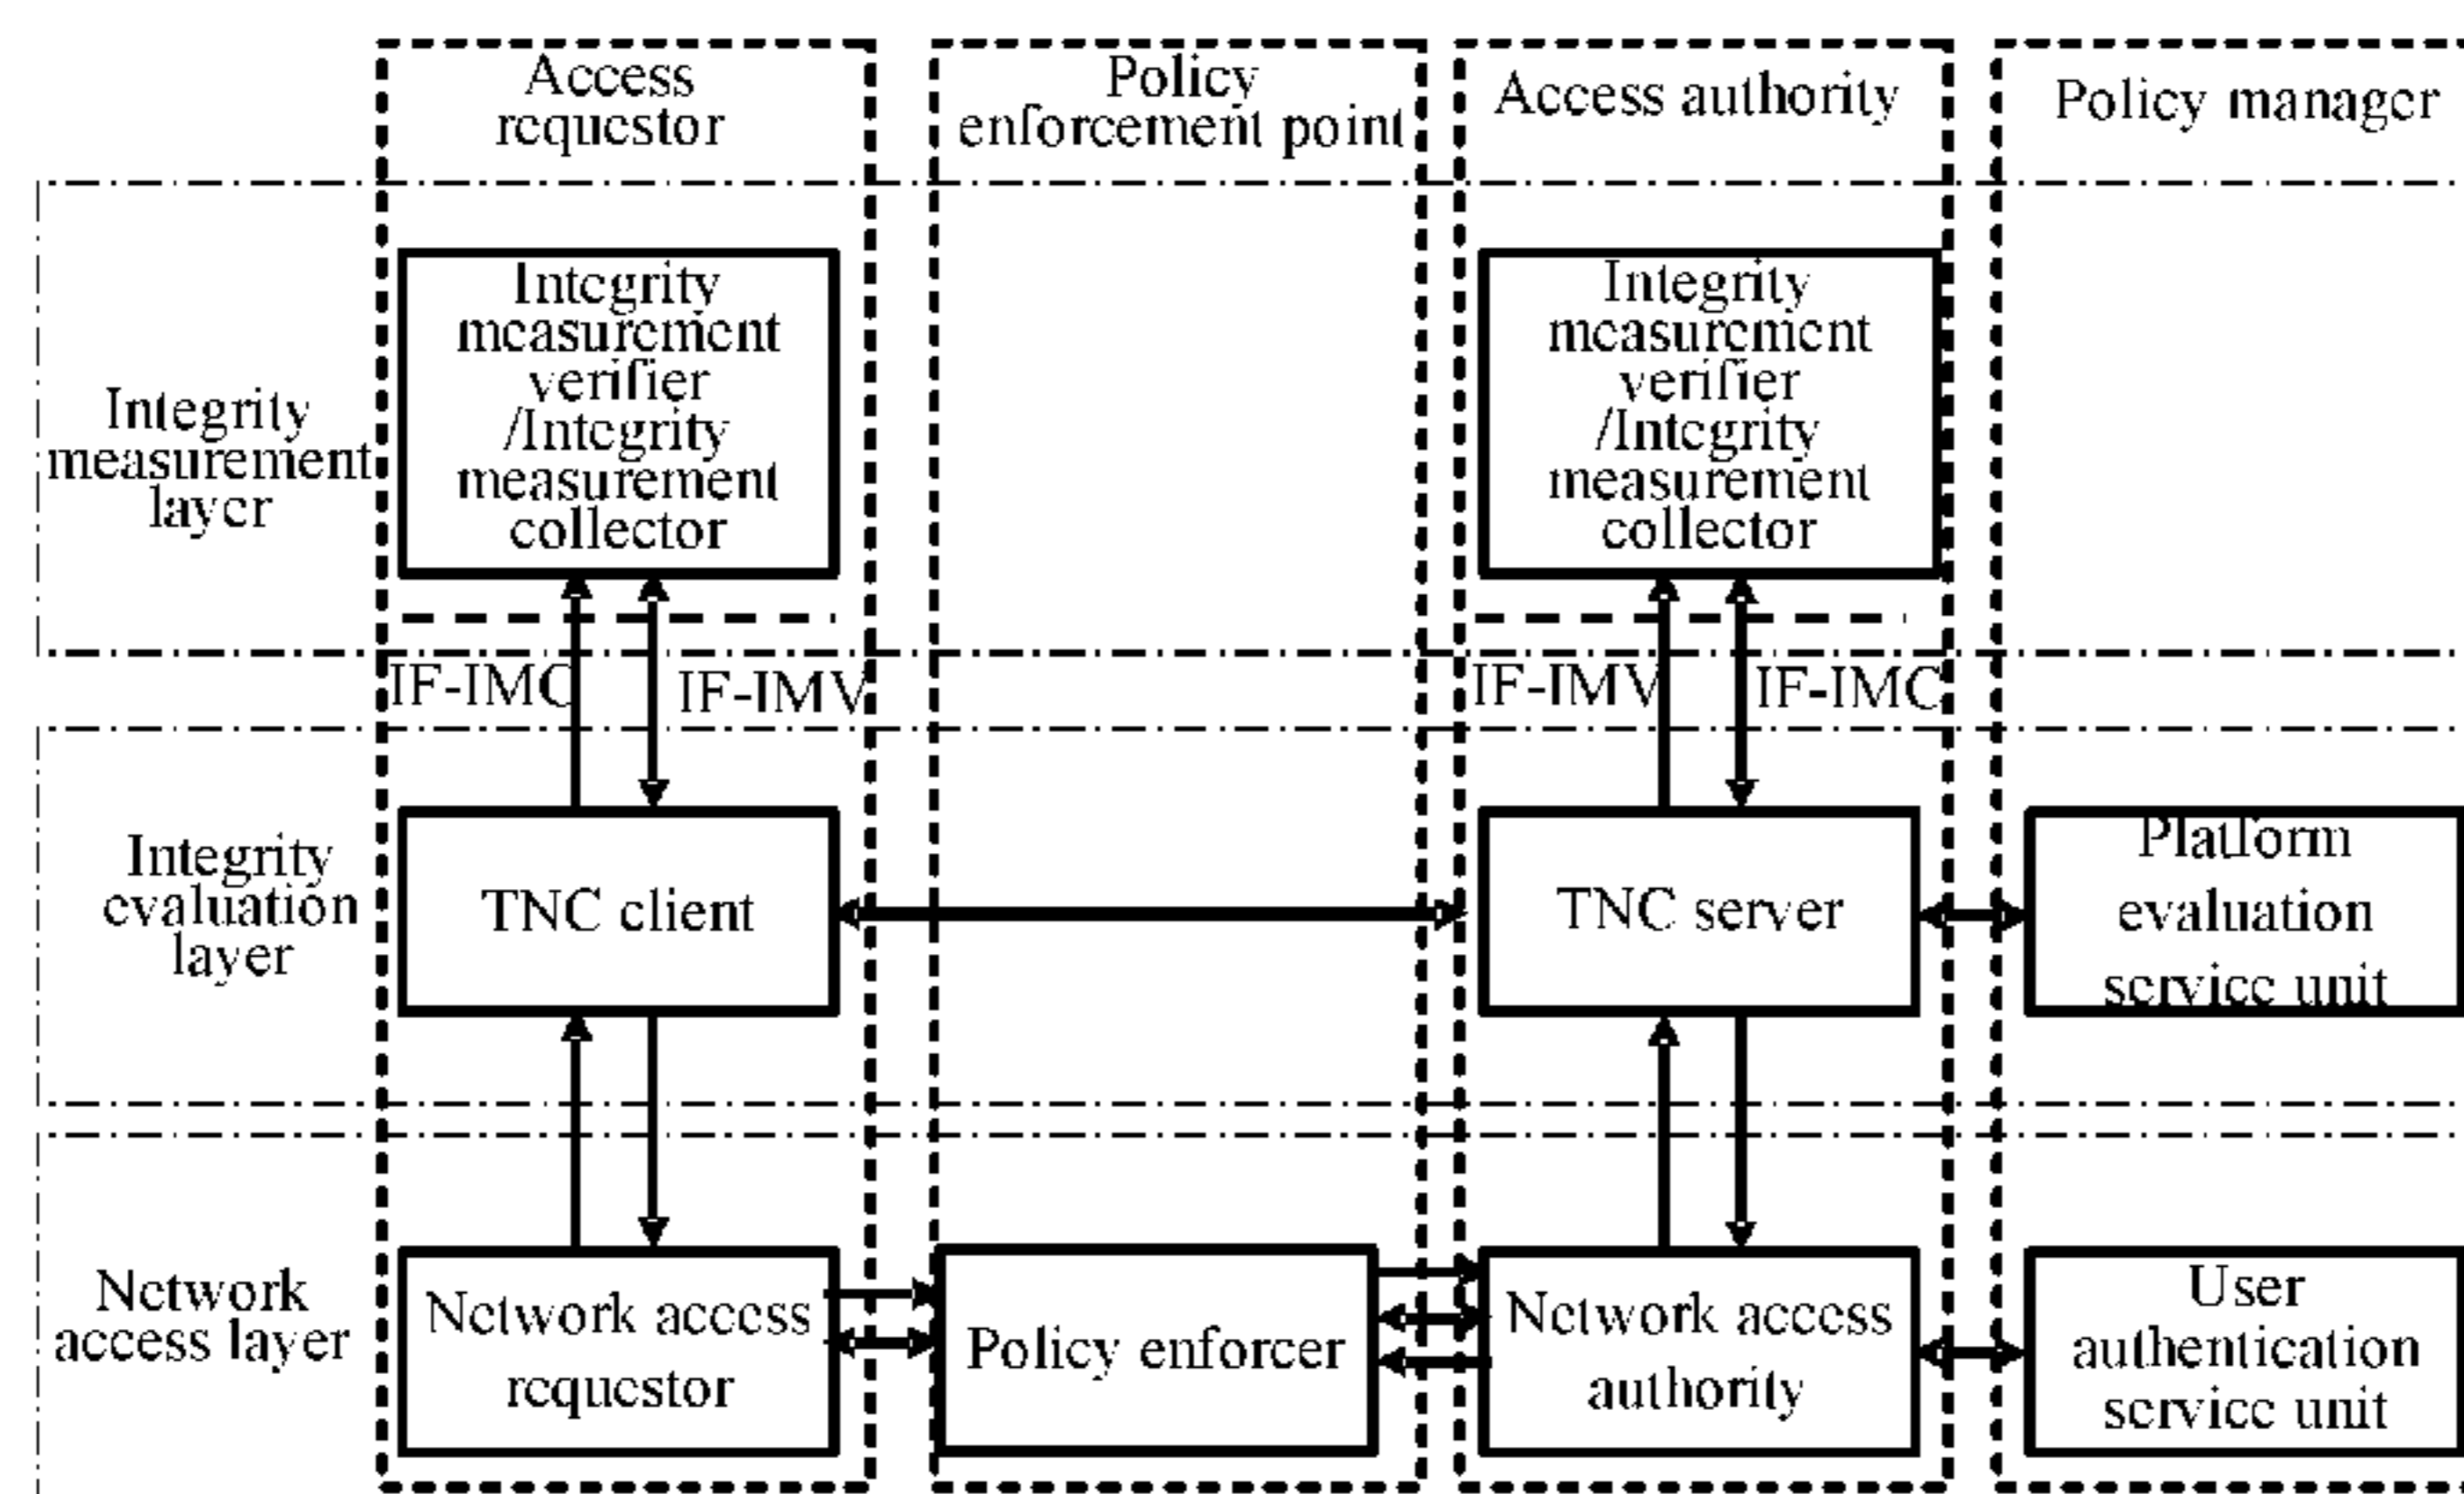 Access
requestor
Policy
enforcement point
Access authority
Policy manager
Integrity
measurement
layer
Integrity
measurement
verifier
/Integrity
measurement
collector
Integrity
measurement
verifier
/Integrity
measurement
collector
IF-IMC
IF-IMV
IF-IMV
IF-IMC
Integrity
evaluation
layer
TNC client
TNC server
Platform
evaluation
service unit
Network
access layer
Network access
requestor
Policy enforcer
Network access
authority
User
authentication
service unit